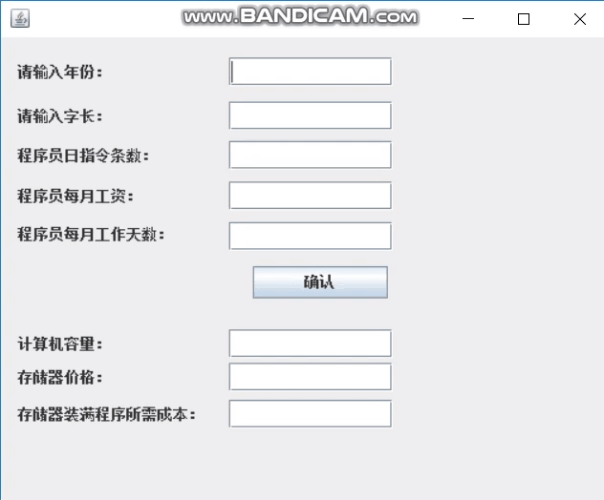 www.BANDICAM.com
请输入年份：
请输入字长：
程序员日指令条数：
程序员每月工资：
程序员每月工作天数：
确认
计算机容量：
存储器价格：
存储器装满程序所需成本：